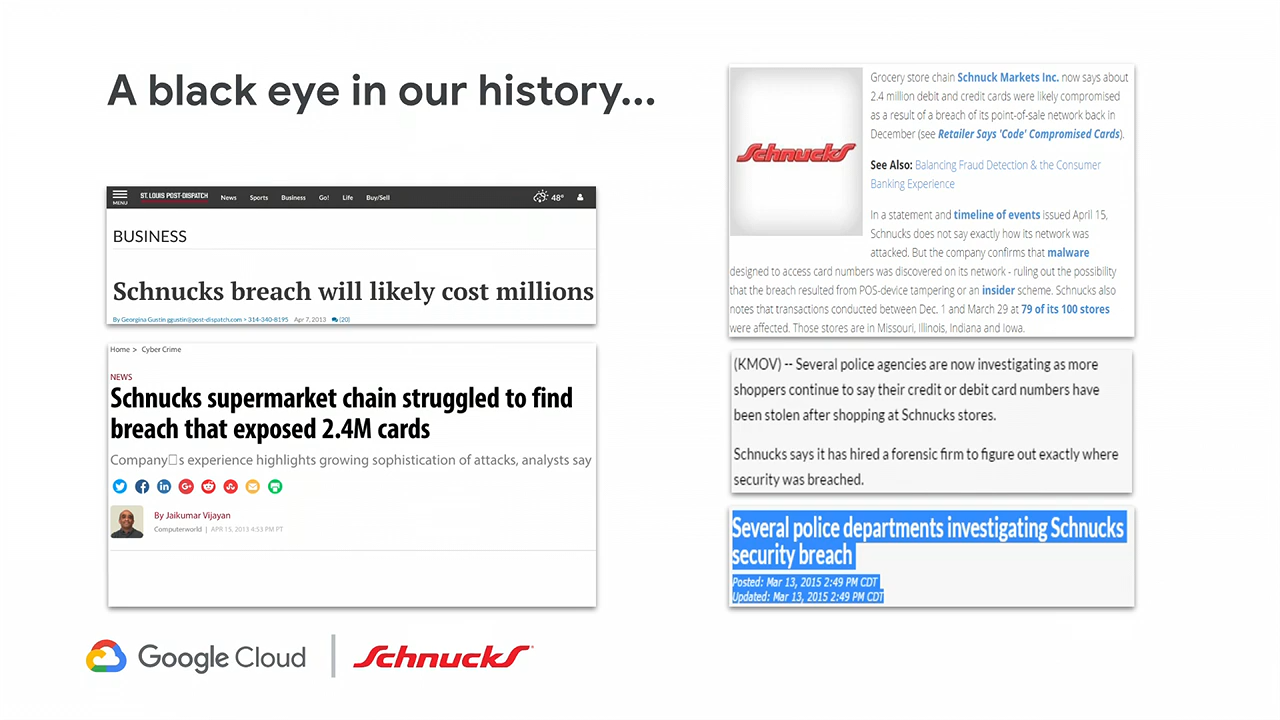 A black eye in our history...
MENU
ST. LOUIS POST-DISPATCH News Sports Business Go! Life Buy/Sell 48°
BUSINESS
Schnucks breach will likely cost millions
By Georgina Gustin ggustin@post-dispatch.com > 314-340-8195 Apr 7, 2013 (20)
Home > Cyber Crime
NEWS
Schnucks supermarket chain struggled to find
breach that exposed 2.4M cards
Company□s experience highlights growing sophistication of attacks, analysts say
By Jaikumar Vijayan
Computerworld | APR 15, 2013 4:53 PM PT
Schnucks
Grocery store chain Schnuck Markets Inc. now says about
2.4 million debit and credit cards were likely compromised
as a result of a breach of its point-of-sale network back in
December (see Retailer Says 'Code' Compromised Cards).
See Also: Balancing Fraud Detection & the Consumer
Banking Experience
In a statement and timeline of events issued April 15,
Schnucks does not say exactly how its network was
attacked. But the company confirms that malware
designed to access card numbers was discovered on its network - ruling out the possibility
that the breach resulted from POS-device tampering or an insider scheme. Schnucks also
notes that transactions conducted between Dec. 1 and March 29 at 79 of its 100 stores
were affected. Those stores are in Missouri, Illinois, Indiana and Iowa.
(KMOV) -- Several police agencies are now investigating as more
shoppers continue to say their credit or debit card numbers have
been stolen after shopping at Schnucks stores.
Schnucks says it has hired a forensic firm to figure out exactly where
security was breached.
Several police departments investigating Schnucks
security breach
Posted: Mar 13, 2015 2:49 PM CDT
Updated: Mar 13, 2015 2:49 PM CDT
Google Cloud
Schnucks